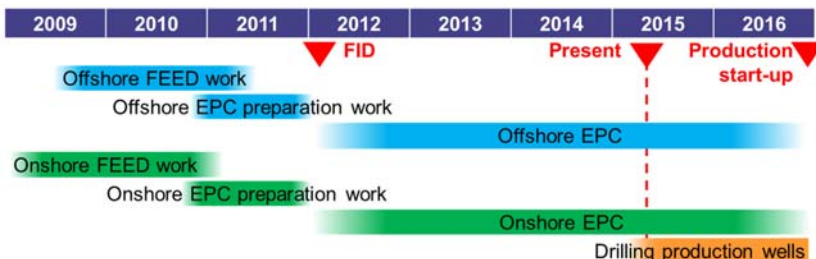 2009 2010 2011 2012 2013 2014 2015 2016
FID Present Production
start-up
Offshore FEED work
Offshore EPC preparation work
Offshore EPC
Onshore FEED work
Onshore EPC preparation work
Onshore EPC
Drilling production wells